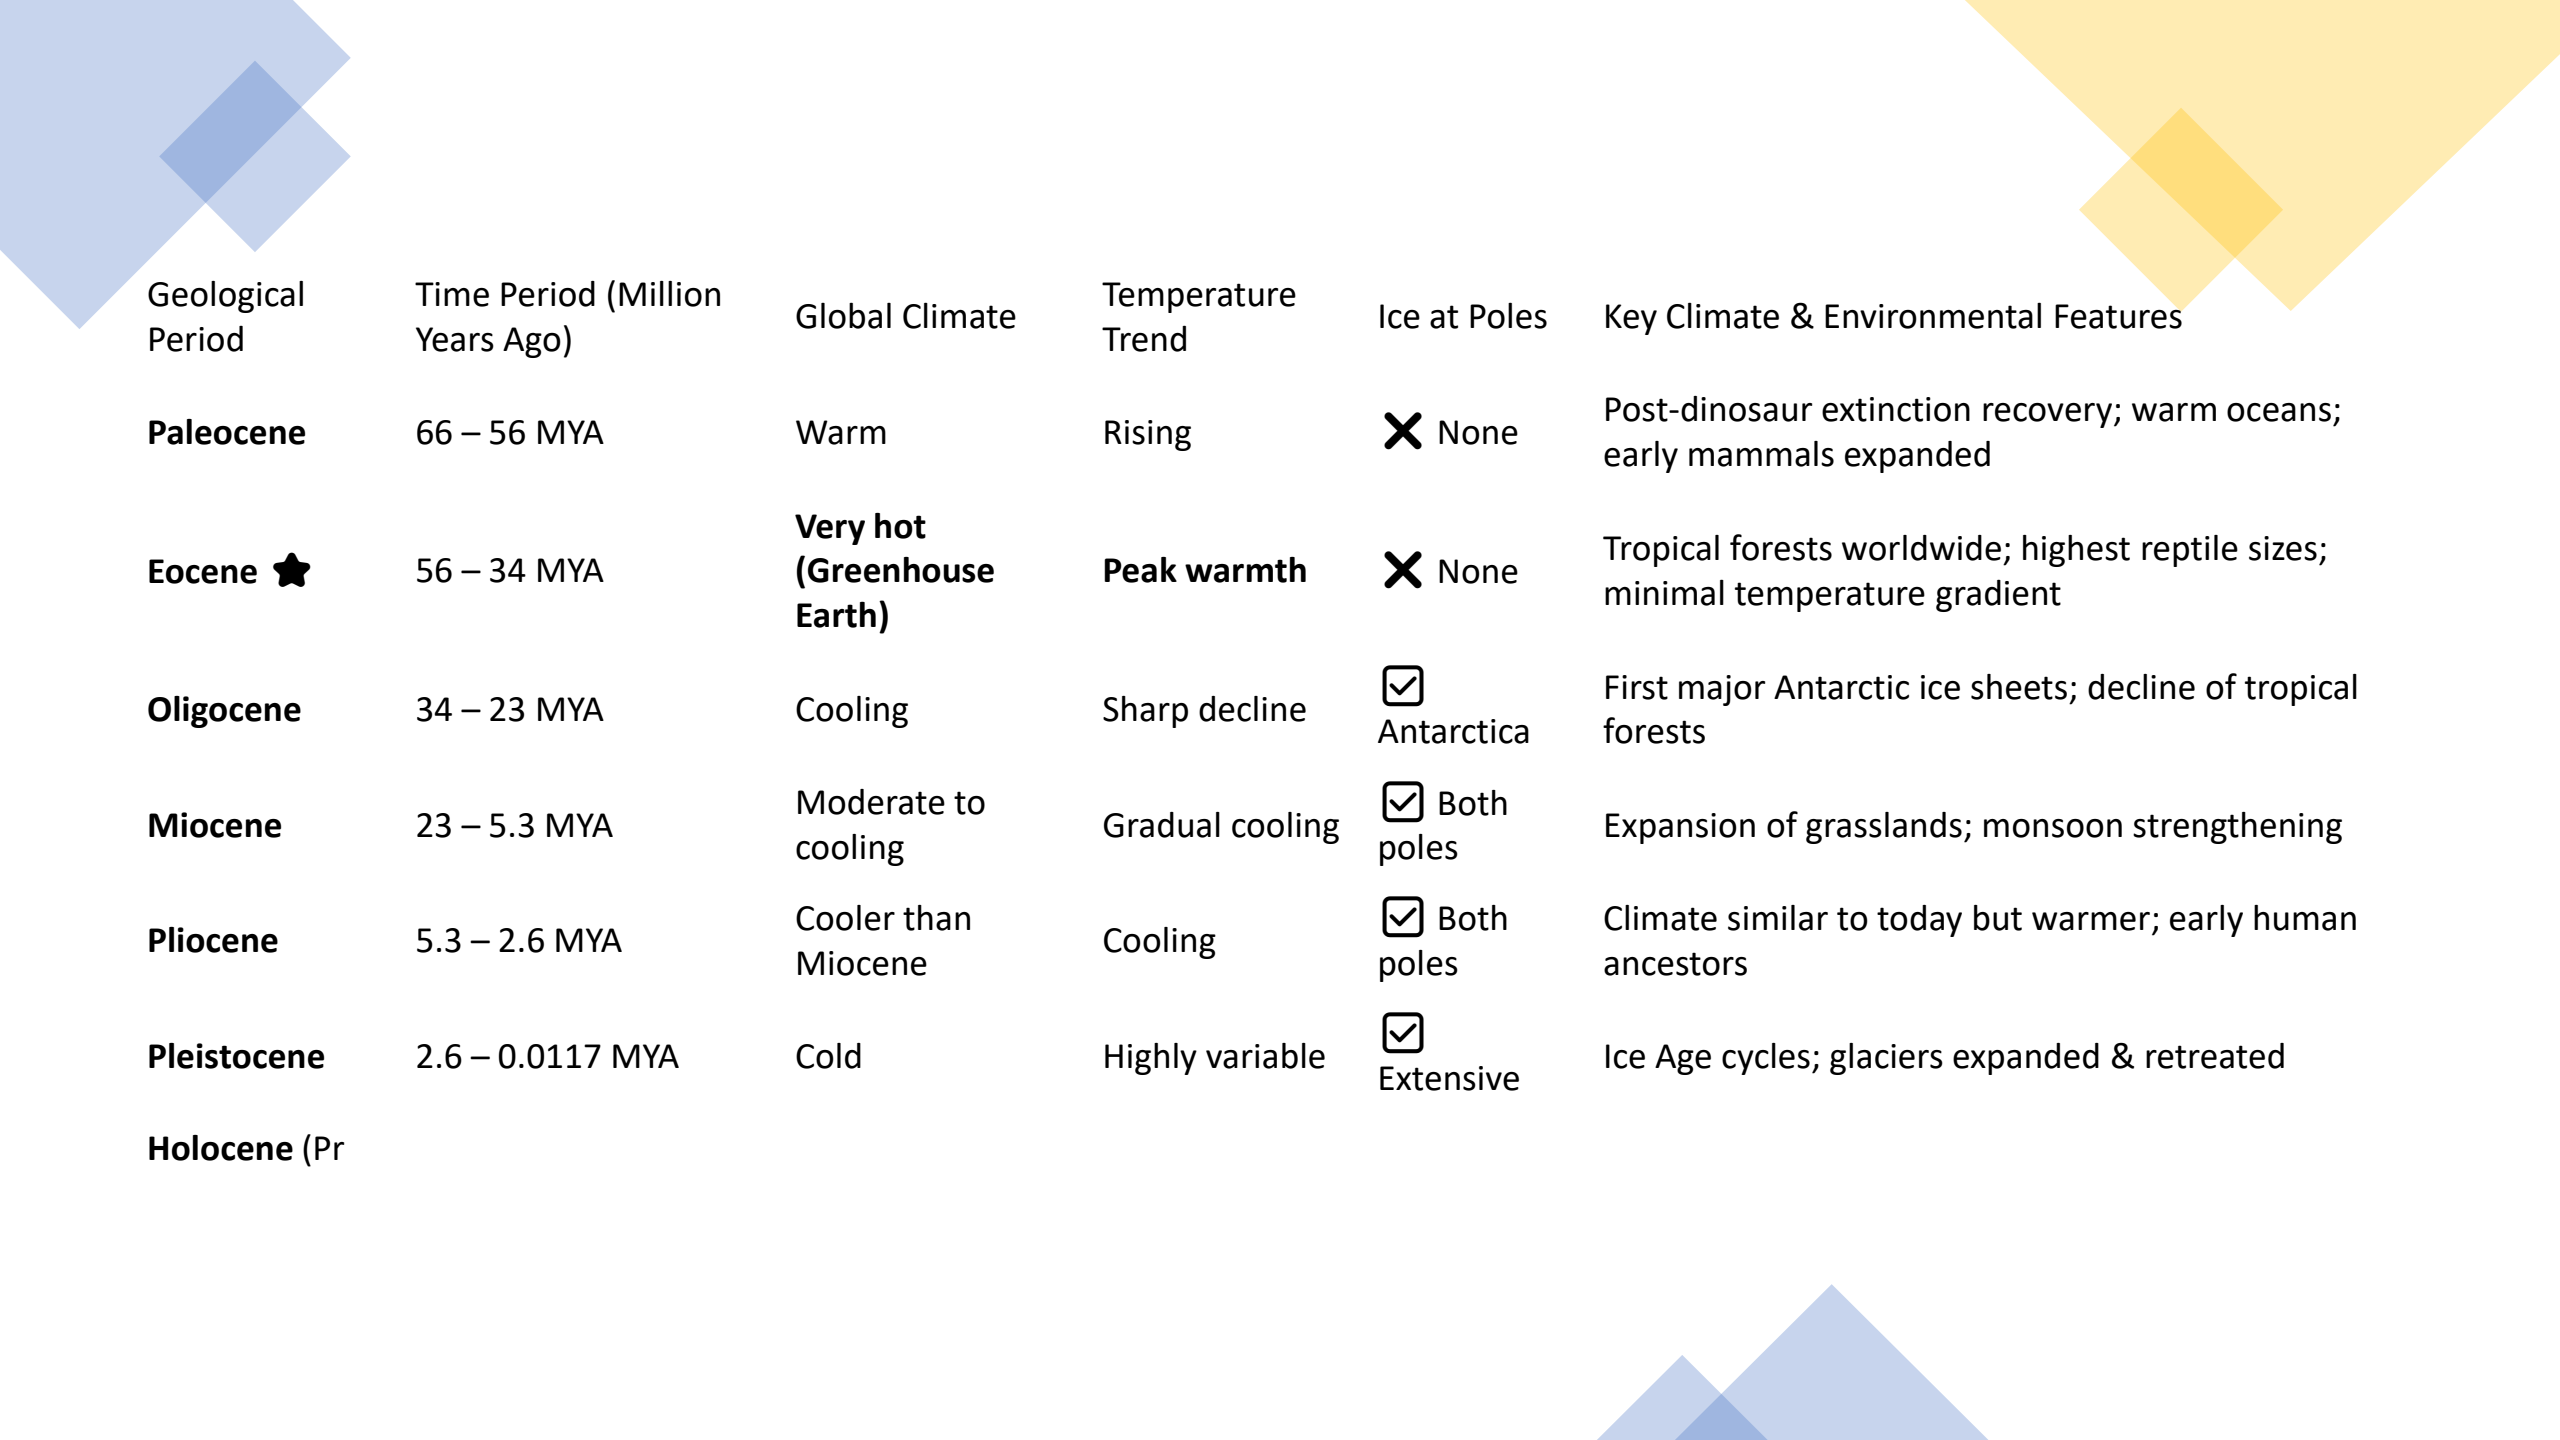 Geological
Period
Time Period (Million
Years Ago)
Global Climate
Temperature
Trend
Ice at Poles
Key Climate & Environmental Features
Paleocene
66 – 56 MYA
Warm
Rising
❌ None
Post-dinosaur extinction recovery; warm oceans;
early mammals expanded
Eocene ⭐
56 – 34 MYA
Very hot
(Greenhouse
Earth)
Peak warmth
❌ None
Tropical forests worldwide; highest reptile sizes;
minimal temperature gradient
Oligocene
34 – 23 MYA
Cooling
Sharp decline
☑
Antarctica
First major Antarctic ice sheets; decline of tropical
forests
Miocene
23 – 5.3 MYA
Moderate to
cooling
Gradual cooling
☑ Both
poles
Expansion of grasslands; monsoon strengthening
Pliocene
5.3 – 2.6 MYA
Cooler than
Miocene
Cooling
☑ Both
poles
Climate similar to today but warmer; early human
ancestors
Pleistocene
2.6 – 0.0117 MYA
Cold
Highly variable
☑
Extensive
Ice Age cycles; glaciers expanded & retreated
Holocene (Pr